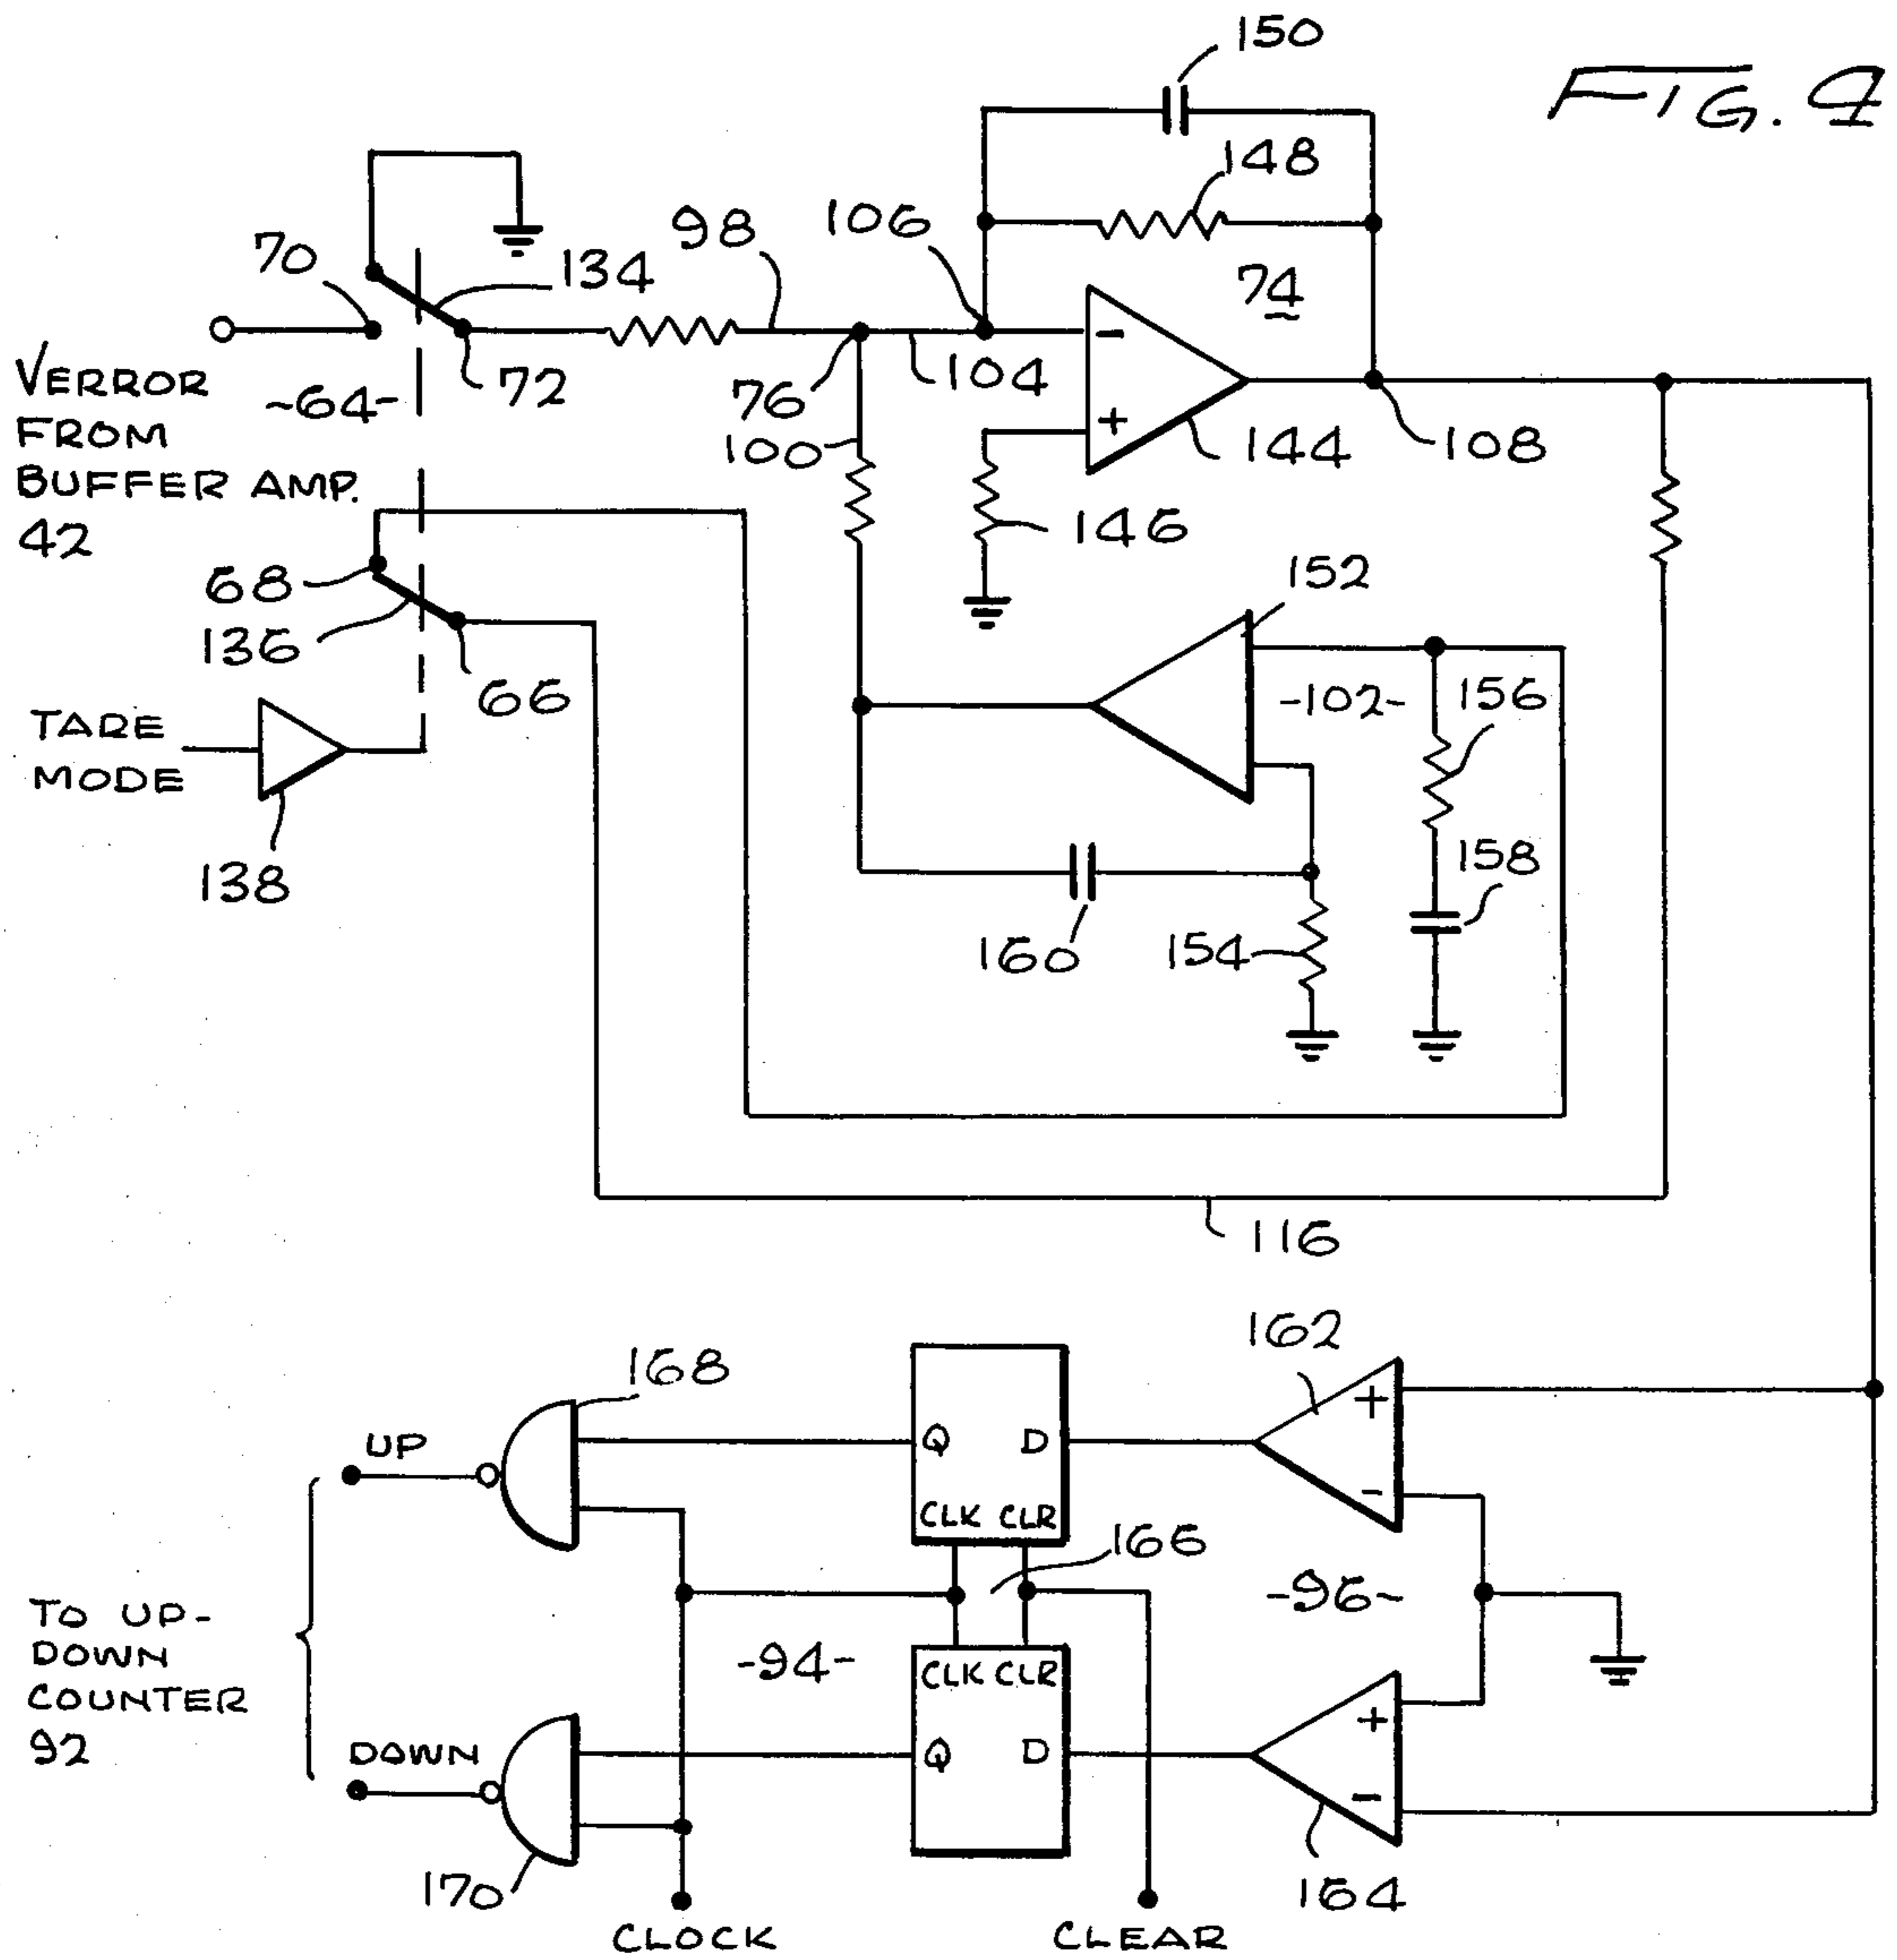 150
FIG. 9
148
98
106
70
134
74
-64-
72
76
104
VERROR
FROM
BUFFER AMP.
42
100
144
108
146
68
152
136
66
-102-
156
TARE
MODE
138
158
160
154
116
162
168
UP
Q
D
CLK
CLR
166
TO UP-
DOWN
COUNTER
92
-94-
-96-
CLK
CLR
DOWN
Q
D
170
164
CLOCK
CLEAR
+
-
+
-
-
+